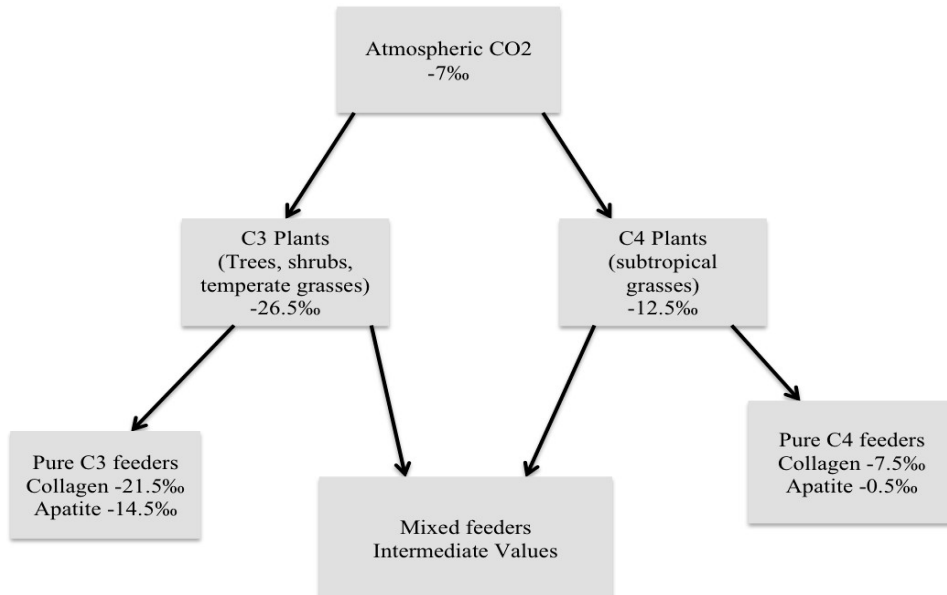 Atmospheric CO2
-7‰
C3 Plants
(Trees, shrubs,
temperate grasses)
-26.5‰
C4 Plants
(subtropical
grasses)
-12.5‰
Pure C3 feeders
Collagen -21.5‰
Apatite -14.5‰
Mixed feeders
Intermediate Values
Pure C4 feeders
Collagen -7.5‰
Apatite -0.5‰